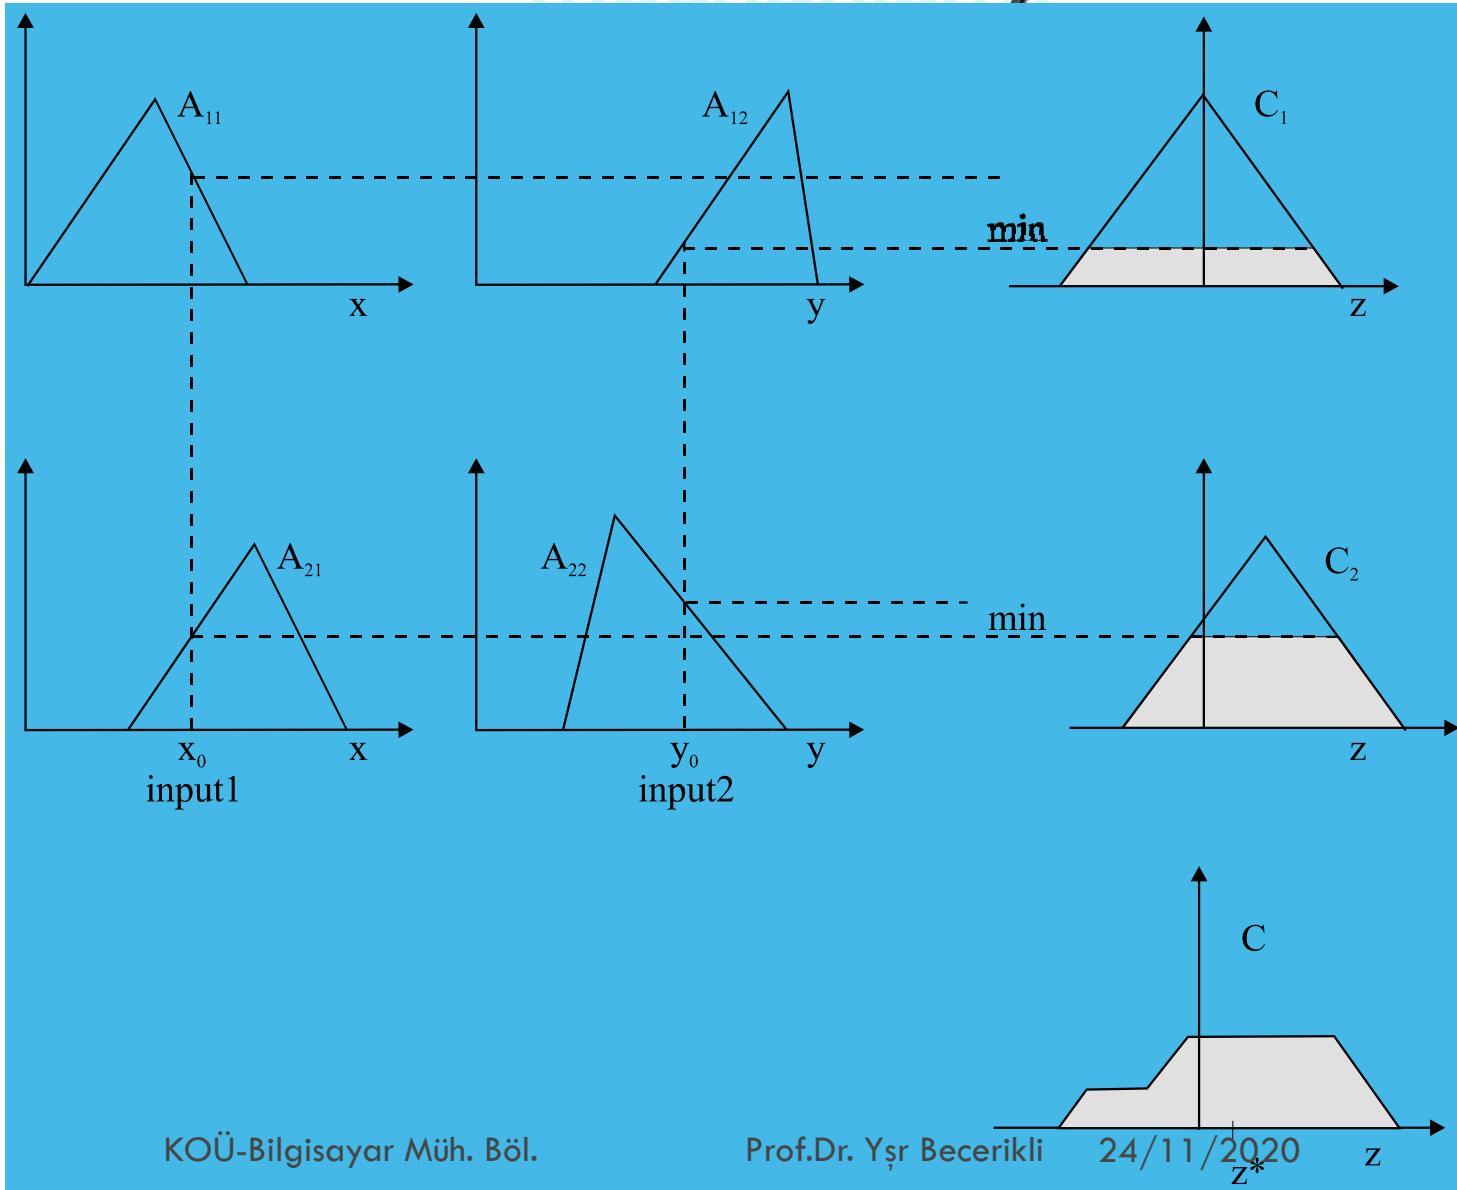 A₁₁ A₁₂ C₁
min
x y z
A₂₁ A₂₂ C₂
min
x₀ x y₀ y z
input1 input2
C
KOÜ-Bilgisayar Müh. Böl. Prof.Dr. Yşr Becerikli 24/11/2020 z
z*